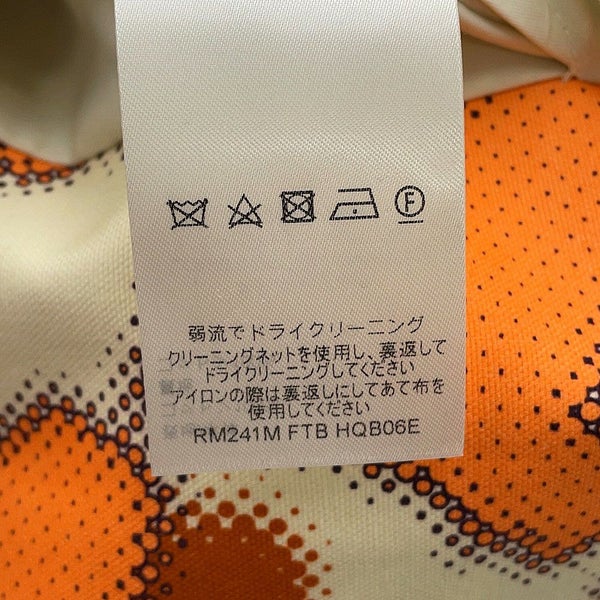 F
弱流でドライクリーニング
クリーニングネットを使用し、裏返して
ドライクリーニングしてください
アイロンの際は裏返しにしてあて布を
使用してください
RM241M FTB HQB06E